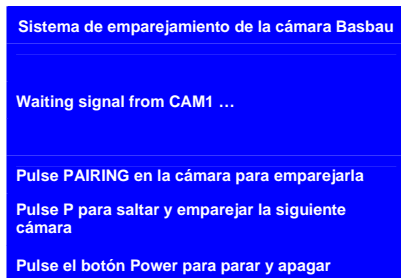 Sistema de emparejamiento de la cámara Basbau
Waiting signal from CAM1 …
Pulse PAIRING en la cámara para emparejarla
Pulse P para saltar y emparejar la siguiente
cámara
Pulse el botón Power para parar y apagar